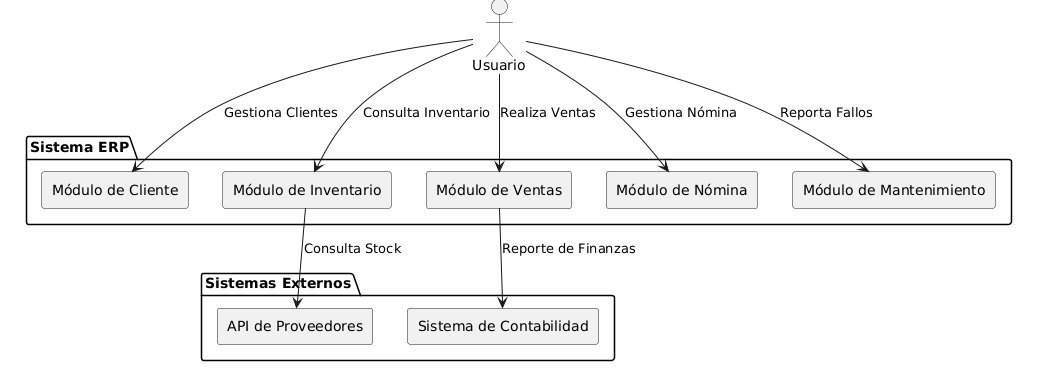 Usuario
Gestiona Clientes
Consulta Inventario
Realiza Ventas
Gestiona Nómina
Reporta Fallos
Sistema ERP
Módulo de Cliente
Módulo de Inventario
Módulo de Ventas
Módulo de Nómina
Módulo de Mantenimiento
Consulta Stock
Reporte de Finanzas
Sistemas Externos
API de Proveedores
Sistema de Contabilidad